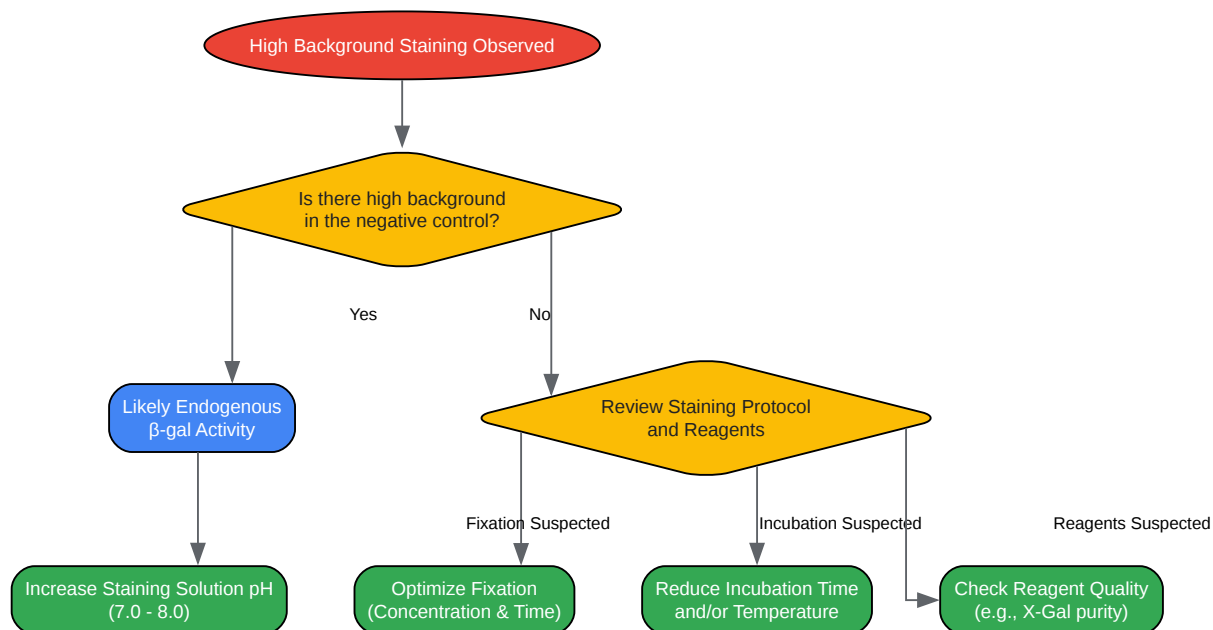 High Background Staining Observed
Is there high background
in the negative control?
Yes
No
Likely Endogenous
β-gal Activity
Review Staining Protocol
and Reagents
Fixation Suspected
Incubation Suspected
Reagents Suspected
Increase Staining Solution pH
(7.0 - 8.0)
Optimize Fixation
(Concentration & Time)
Reduce Incubation Time
and/or Temperature
Check Reagent Quality
(e.g., X-Gal purity)